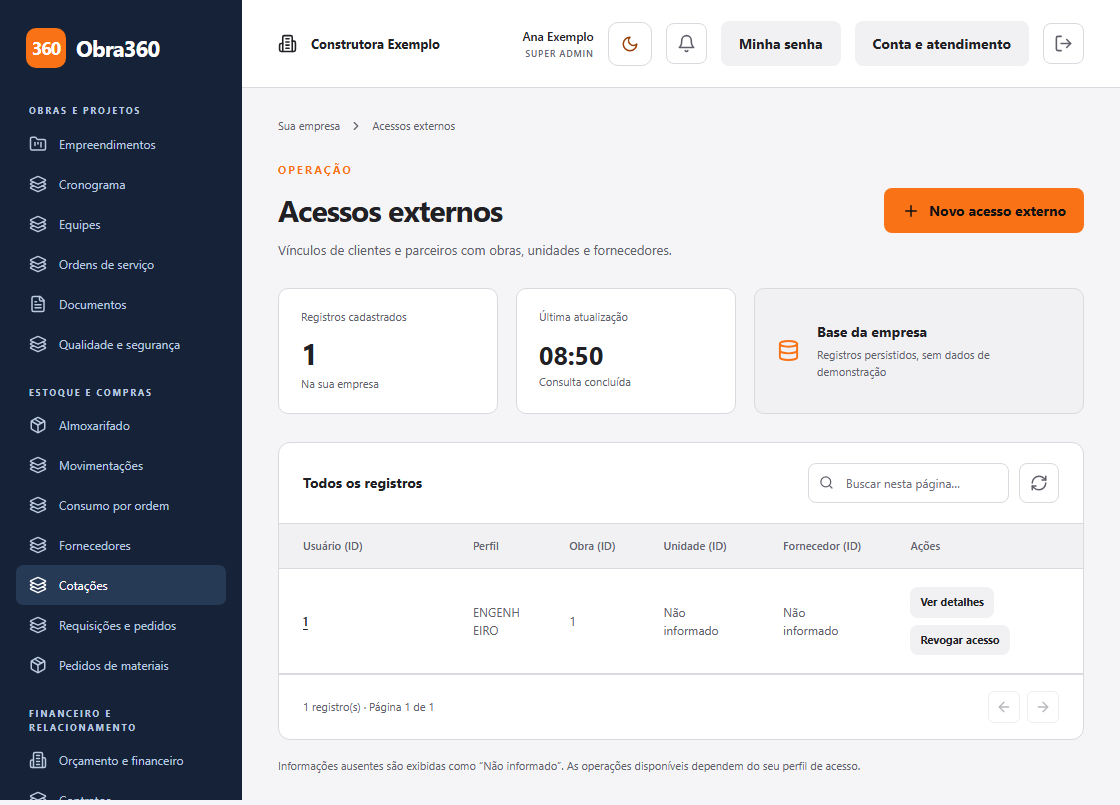 360 Obra360
OBRAS E PROJETOS
Empreendimentos
Cronograma
Equipes
Ordens de serviço
Documentos
Qualidade e segurança
ESTOQUE E COMPRAS
Almoxarifado
Movimentações
Consumo por ordem
Fornecedores
Cotações
Requisições e pedidos
Pedidos de materiais
FINANCEIRO E
RELACIONAMENTO
Orçamento e financeiro
Contratos
Construtora Exemplo
Ana Exemplo
SUPER ADMIN
Minha senha
Conta e atendimento
Sua empresa
Acessos externos
OPERAÇÃO
Acessos externos
Vínculos de clientes e parceiros com obras, unidades e fornecedores.
Novo acesso externo
Registros cadastrados
1
Na sua empresa
Última atualização
08:50
Consulta concluída
Base da empresa
Registros persistidos, sem dados de
demonstração
Todos os registros
Buscar nesta página...
Usuário (ID) Perfil Obra (ID) Unidade (ID) Fornecedor (ID) Ações
1
ENGENH
EIRO
1
Não
informado
Não
informado
Ver detalhes
Revogar acesso
1 registro(s) · Página 1 de 1
Informações ausentes são exibidas como “Não informado”. As operações disponíveis dependem do seu perfil de acesso.